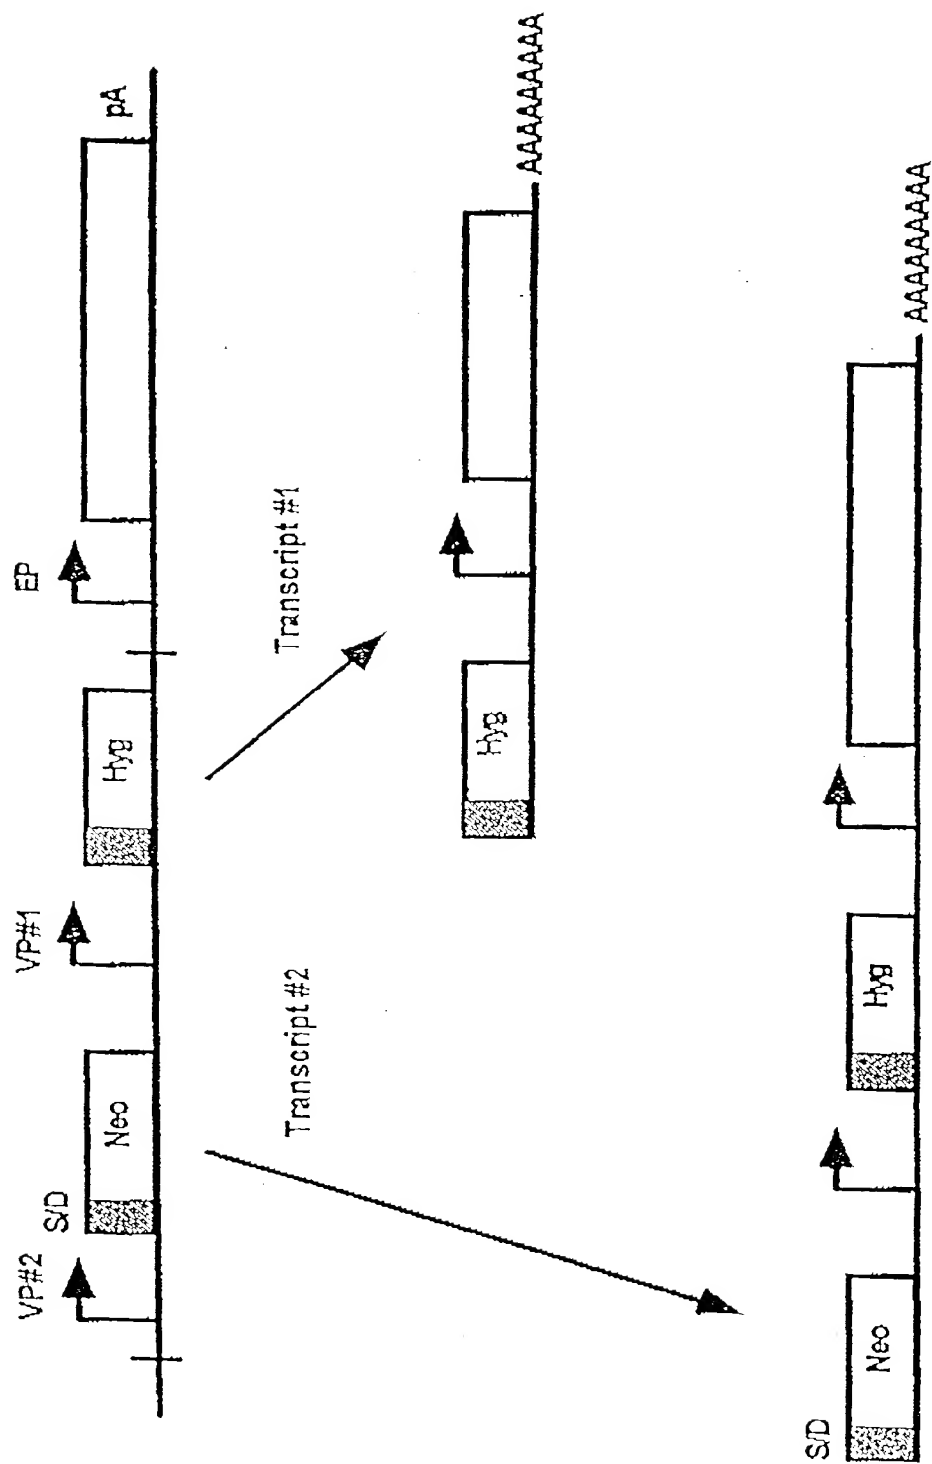 VP#2
S/D
Neo
VP#1
Hyg
EP
pA
Transcript #2
Transcript #1
Hyg
AAAAAAAAA
S/D
Neo
Hyg
AAAAAAAAA